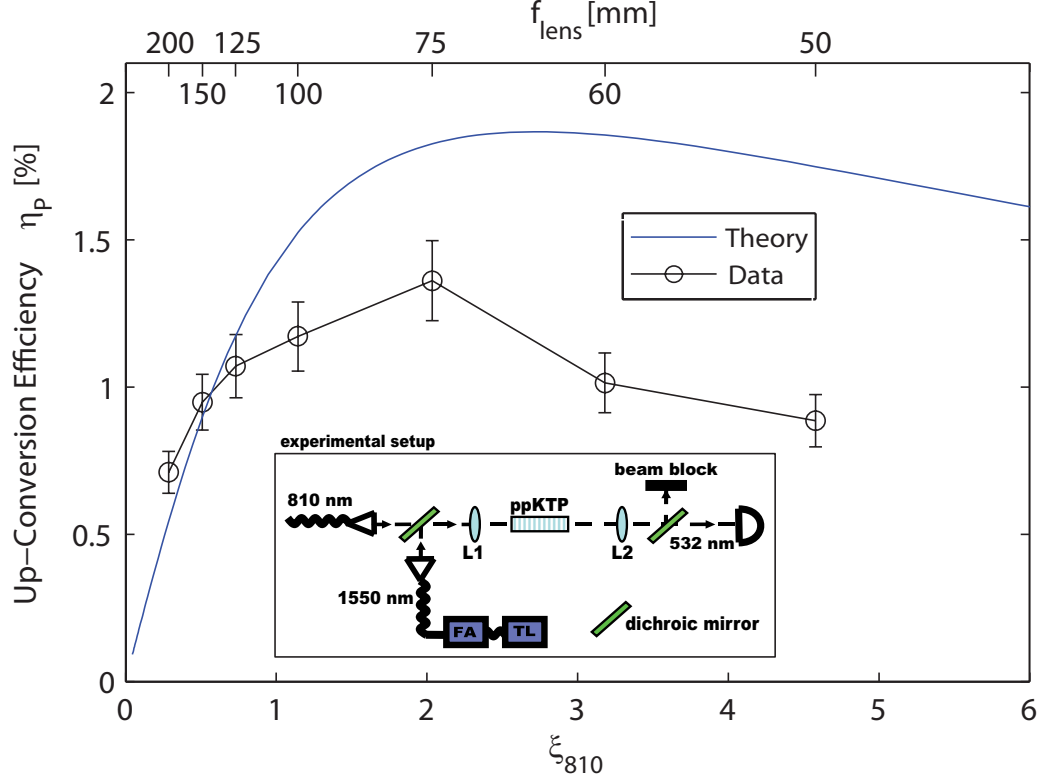 f_lens [mm]
200 125 75 50
150 100 60
Up−Conversion Efficiency η_P [%]
2
1.5
1
0.5
0
Theory
Data
experimental setup
beam block
810 nm
ppKTP
L1
L2
532 nm
1550 nm
FA
TL
dichroic mirror
0 1 2 3 4 5 6
ξ_810